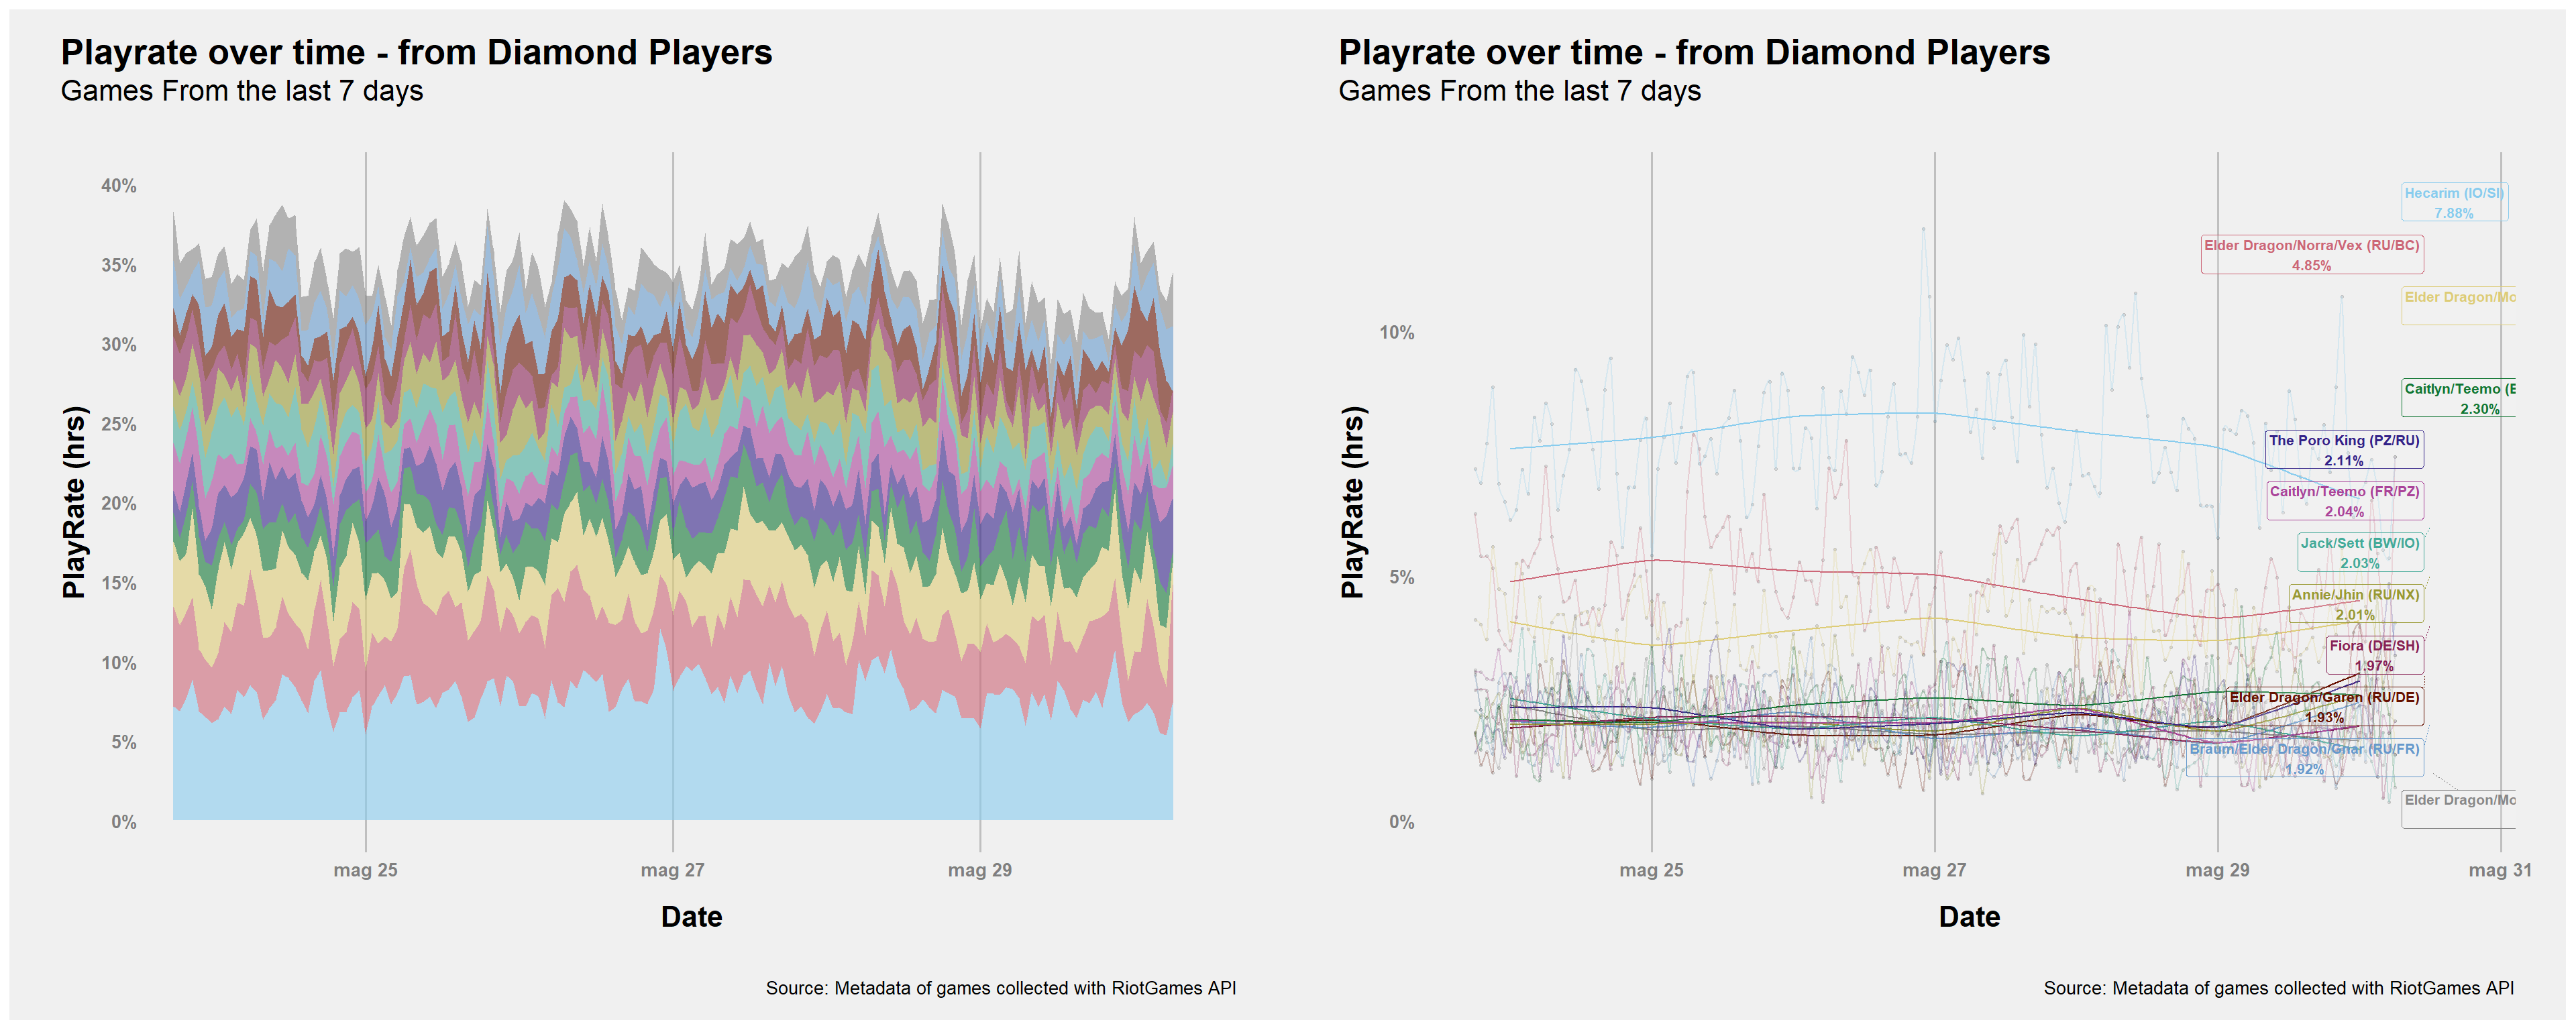 Playrate over time - from Diamond Players
Games From the last 7 days
PlayRate (hrs)
40%
35%
30%
25%
20%
15%
10%
5%
0%
mag 25
mag 27
mag 29
Date
Source: Metadata of games collected with RiotGames API
Playrate over time - from Diamond Players
Games From the last 7 days
PlayRate (hrs)
10%
5%
0%
Hecarim (IO/SI)
7.88%
Elder Dragon/Norra/Vex (RU/BC)
4.85%
Elder Dragon/Mo
Caitlyn/Teemo (E
2.30%
The Poro King (PZ/RU)
2.11%
Caitlyn/Teemo (FR/PZ)
2.04%
Jack/Sett (BW/IO)
2.03%
Annie/Jhin (RU/NX)
2.01%
Fiora (DE/SH)
1.97%
Elder Dragon/Garen (RU/DE)
1.93%
Braum/Elder Dragon/Gnar (RU/FR)
1.92%
Elder Dragon/Mo
mag 25
mag 27
mag 29
mag 31
Date
Source: Metadata of games collected with RiotGames API